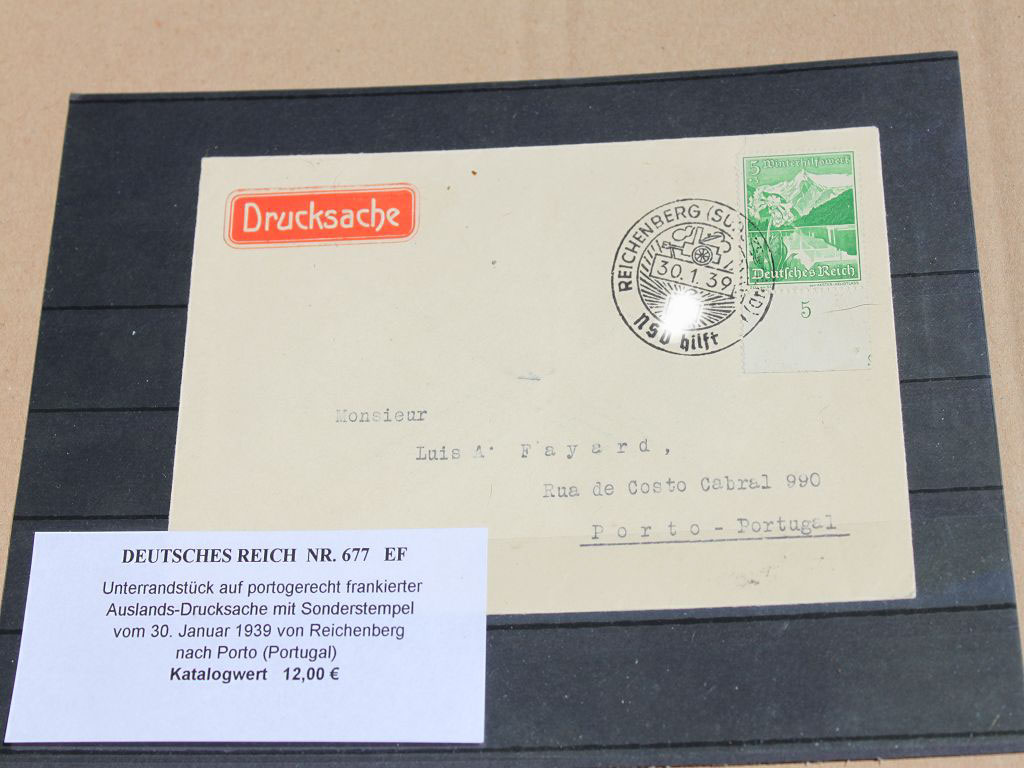 Drucksache
5 Winterhilfswerk
Deutsches Reich
5
REICHENBERG
30.1.39
NSV hilft
Monsieur
Luis A. Fayard,
Rua de Costo Cabral 990
Porto - Portugal
DEUTSCHES REICH NR. 677 EF
Unterrandstück auf portogerecht frankierter
Auslands-Drucksache mit Sonderstempel
vom 30. Januar 1939 von Reichenberg
nach Porto (Portugal)
Katalogwert 12,00 €